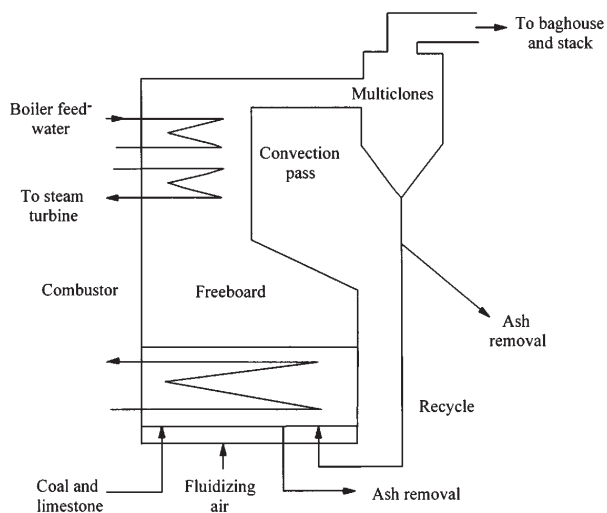 To baghouse
and stack
Multiclones
Boiler feed-
water
Convection
pass
To steam
turbine
Combustor
Freeboard
Ash
removal
Recycle
Coal and
limestone
Fluidizing
air
Ash removal